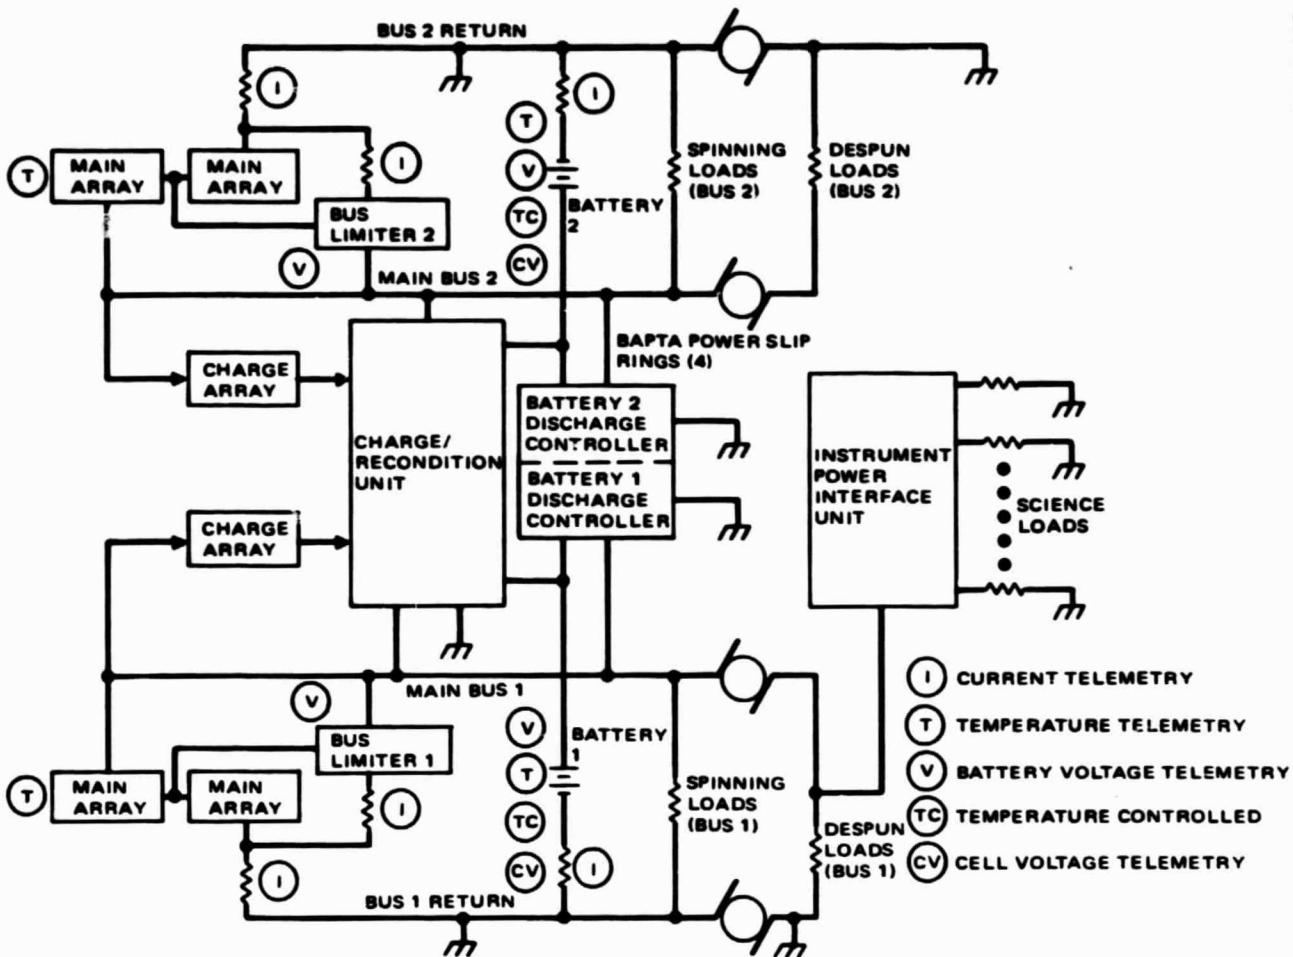 BUS 2 RETURN
I
I
T
MAIN
ARRAY
MAIN
ARRAY
I
BUS
LIMITER 2
V
MAIN BUS 2
T
V
TC
CV
BATTERY
2
SPINNING
LOADS
(BUS 2)
DESPUN
LOADS
(BUS 2)
BAPTA POWER SLIP
RINGS (4)
CHARGE
ARRAY
CHARGE/
RECONDITION
UNIT
BATTERY 2
DISCHARGE
CONTROLLER
BATTERY 1
DISCHARGE
CONTROLLER
INSTRUMENT
POWER
INTERFACE
UNIT
SCIENCE
LOADS
CHARGE
ARRAY
MAIN BUS 1
V
BUS
LIMITER 1
T
MAIN
ARRAY
MAIN
ARRAY
I
I
V
T
TC
CV
BATTERY
1
I
SPINNING
LOADS
(BUS 1)
DESPUN
LOADS
(BUS 1)
BUS 1 RETURN
I CURRENT TELEMETRY
T TEMPERATURE TELEMETRY
V BATTERY VOLTAGE TELEMETRY
TC TEMPERATURE CONTROLLED
CV CELL VOLTAGE TELEMETRY